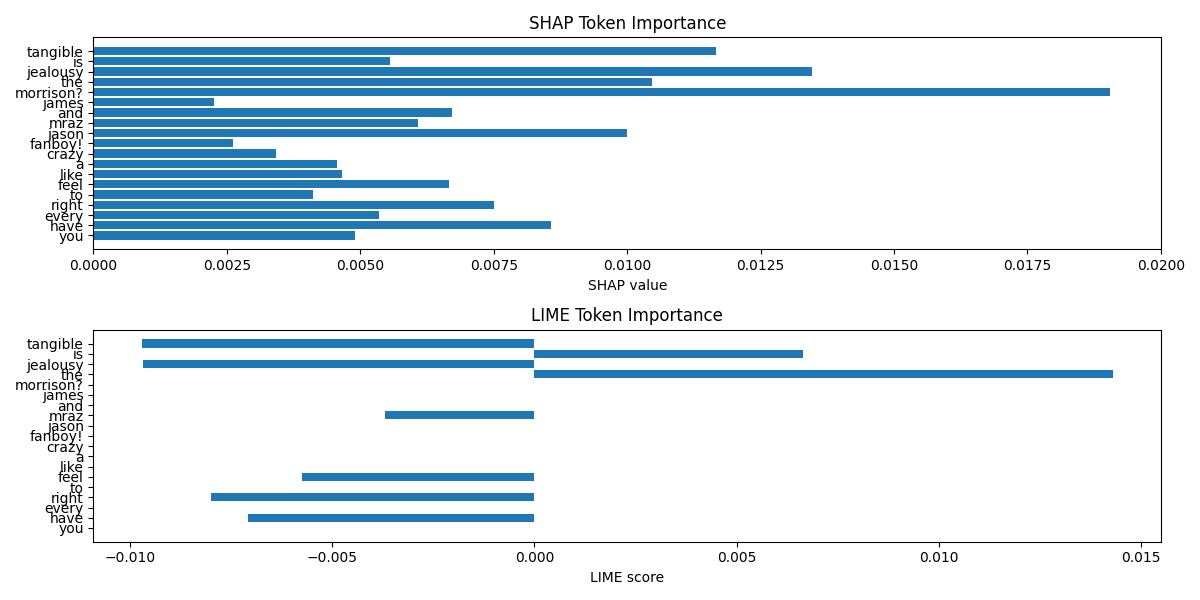 SHAP Token Importance
tangible
is
jealousy
the
morrison?
james
and
mraz
jason
fanboy!
crazy
a
like
feel
to
right
every
have
you
0.0000 0.0025 0.0050 0.0075 0.0100 0.0125 0.0150 0.0175 0.0200
SHAP value
LIME Token Importance
tangible
is
jealousy
the
morrison?
james
and
mraz
jason
fanboy!
crazy
a
like
feel
to
right
every
have
you
−0.010 −0.005 0.000 0.005 0.010 0.015
LIME score